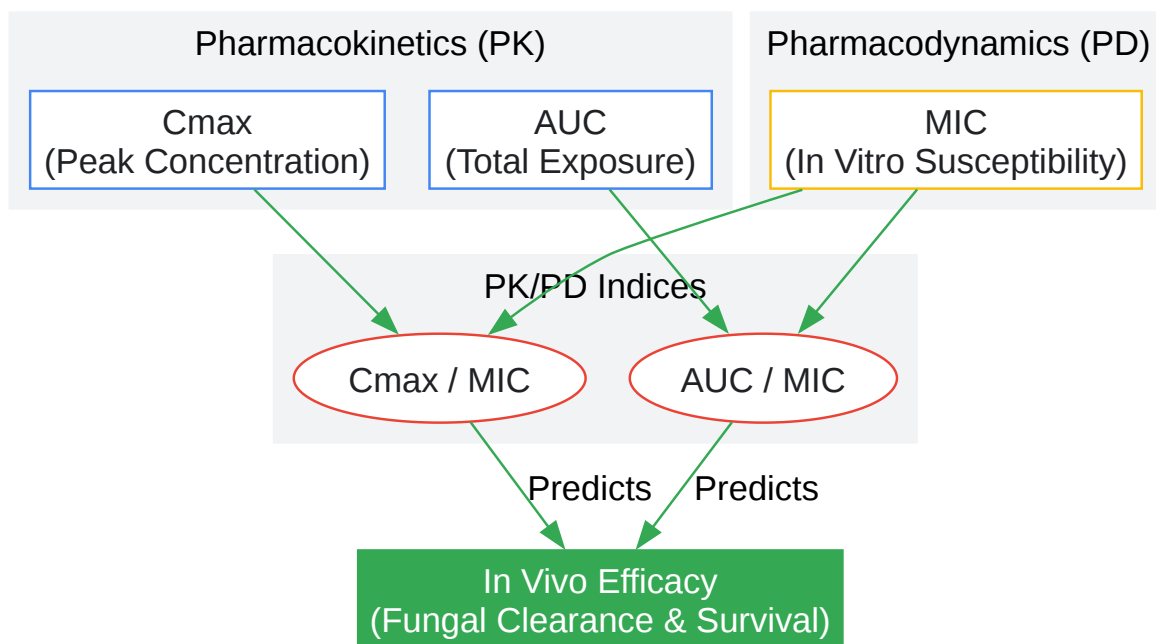 Pharmacokinetics (PK)
Pharmacodynamics (PD)
Cmax
(Peak Concentration)
AUC
(Total Exposure)
MIC
(In Vitro Susceptibility)
PK/PD Indices
Cmax / MIC
AUC / MIC
Predicts
Predicts
In Vivo Efficacy
(Fungal Clearance & Survival)